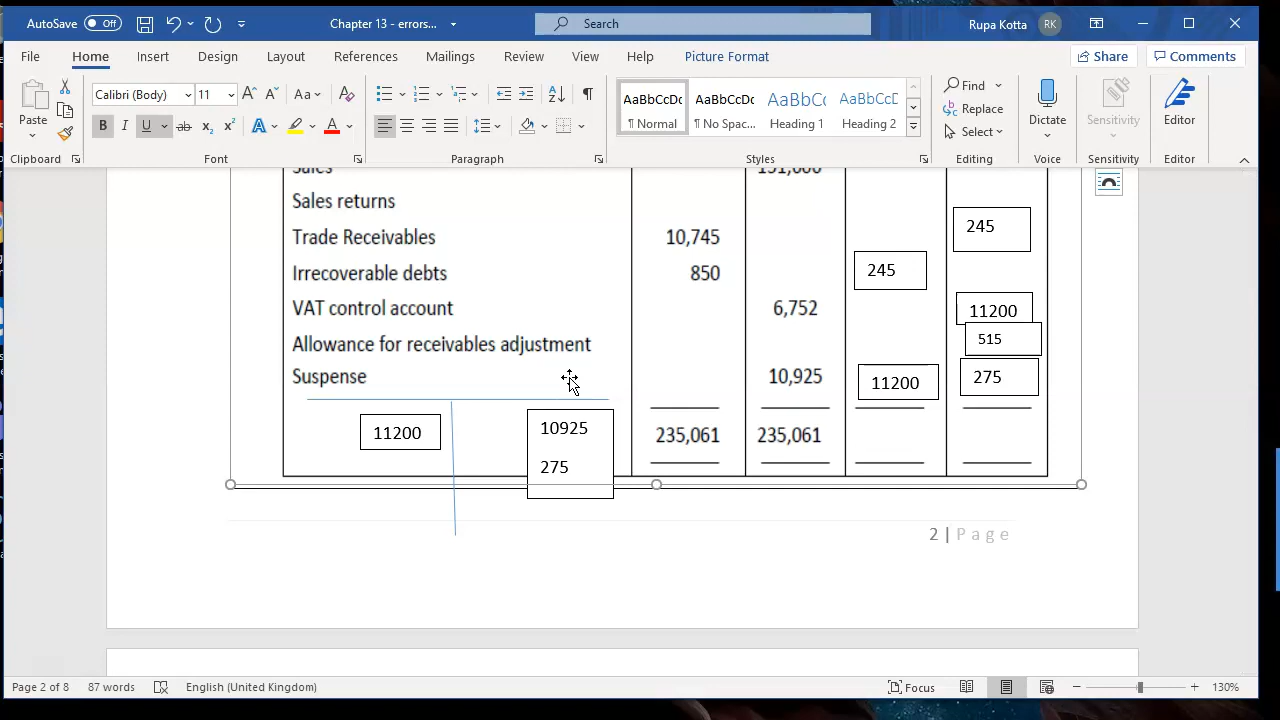 AutoSave Off Chapter 13 - errors... Search Rupa Kotta RK
File Home Insert Design Layout References Mailings Review View Help Picture Format Share Comments
Paste Calibri (Body) 11 Aa AaBbCcDc AaBbCcDc AaBbCc AaBbCcD Find
Normal No Spac... Heading 1 Heading 2 Replace Select Dictate Sensitivity Editor
Clipboard Font Paragraph Styles Editing Voice Sensitivity Editor
Sales 151,000
Sales returns
245
Trade Receivables 10,745
Irrecoverable debts 850 245
VAT control account 6,752 11200
515
Allowance for receivables adjustment
Suspense 10,925 11200 275
11200 10925 235,061 235,061
275
2 | Page
Page 2 of 8 87 words English (United Kingdom) Focus 130%